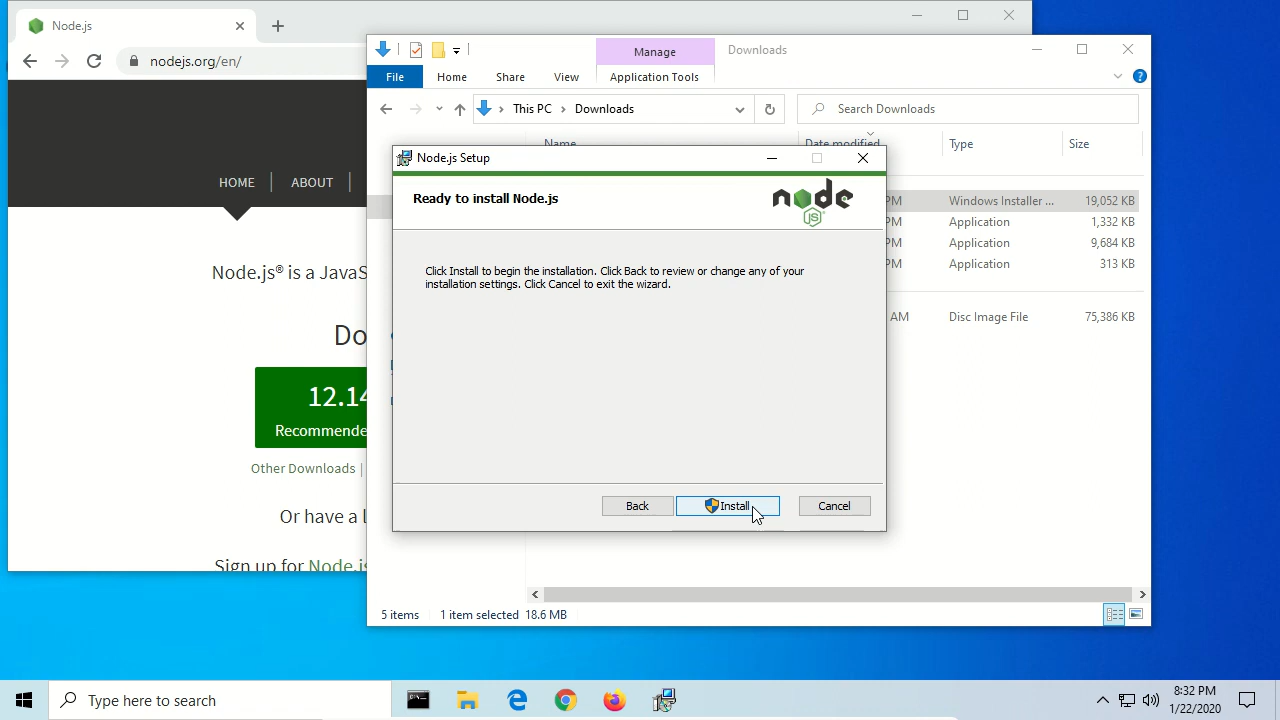 Node.js
nodejs.org/en/
HOME
ABOUT
Node.js® is a JavaS
Do
12.14
Recommende
Other Downloads |
Or have a l
Sign up for Node.js
Manage
Downloads
File
Home
Share
View
Application Tools
This PC
Downloads
Search Downloads
Name
Date modified
Type
Size
PM
Windows Installer ...
19,052 KB
PM
Application
1,332 KB
PM
Application
9,684 KB
PM
Application
313 KB
AM
Disc Image File
75,386 KB
Node.js Setup
Ready to install Node.js
node
JS
Click Install to begin the installation. Click Back to review or change any of your
installation settings. Click Cancel to exit the wizard.
Back
Install
Cancel
5 items
1 item selected
18.6 MB
Type here to search
8:32 PM
1/22/2020